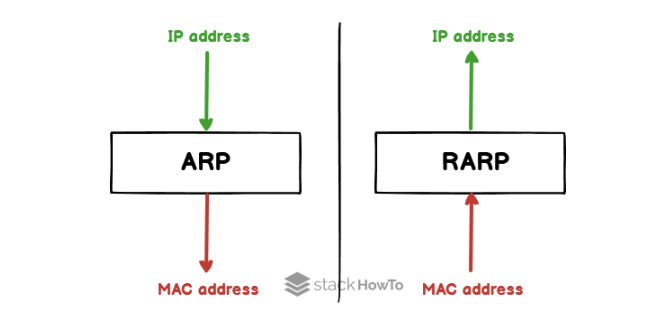 IP address
ARP
MAC address
IP address
RARP
MAC address
stackHowTo